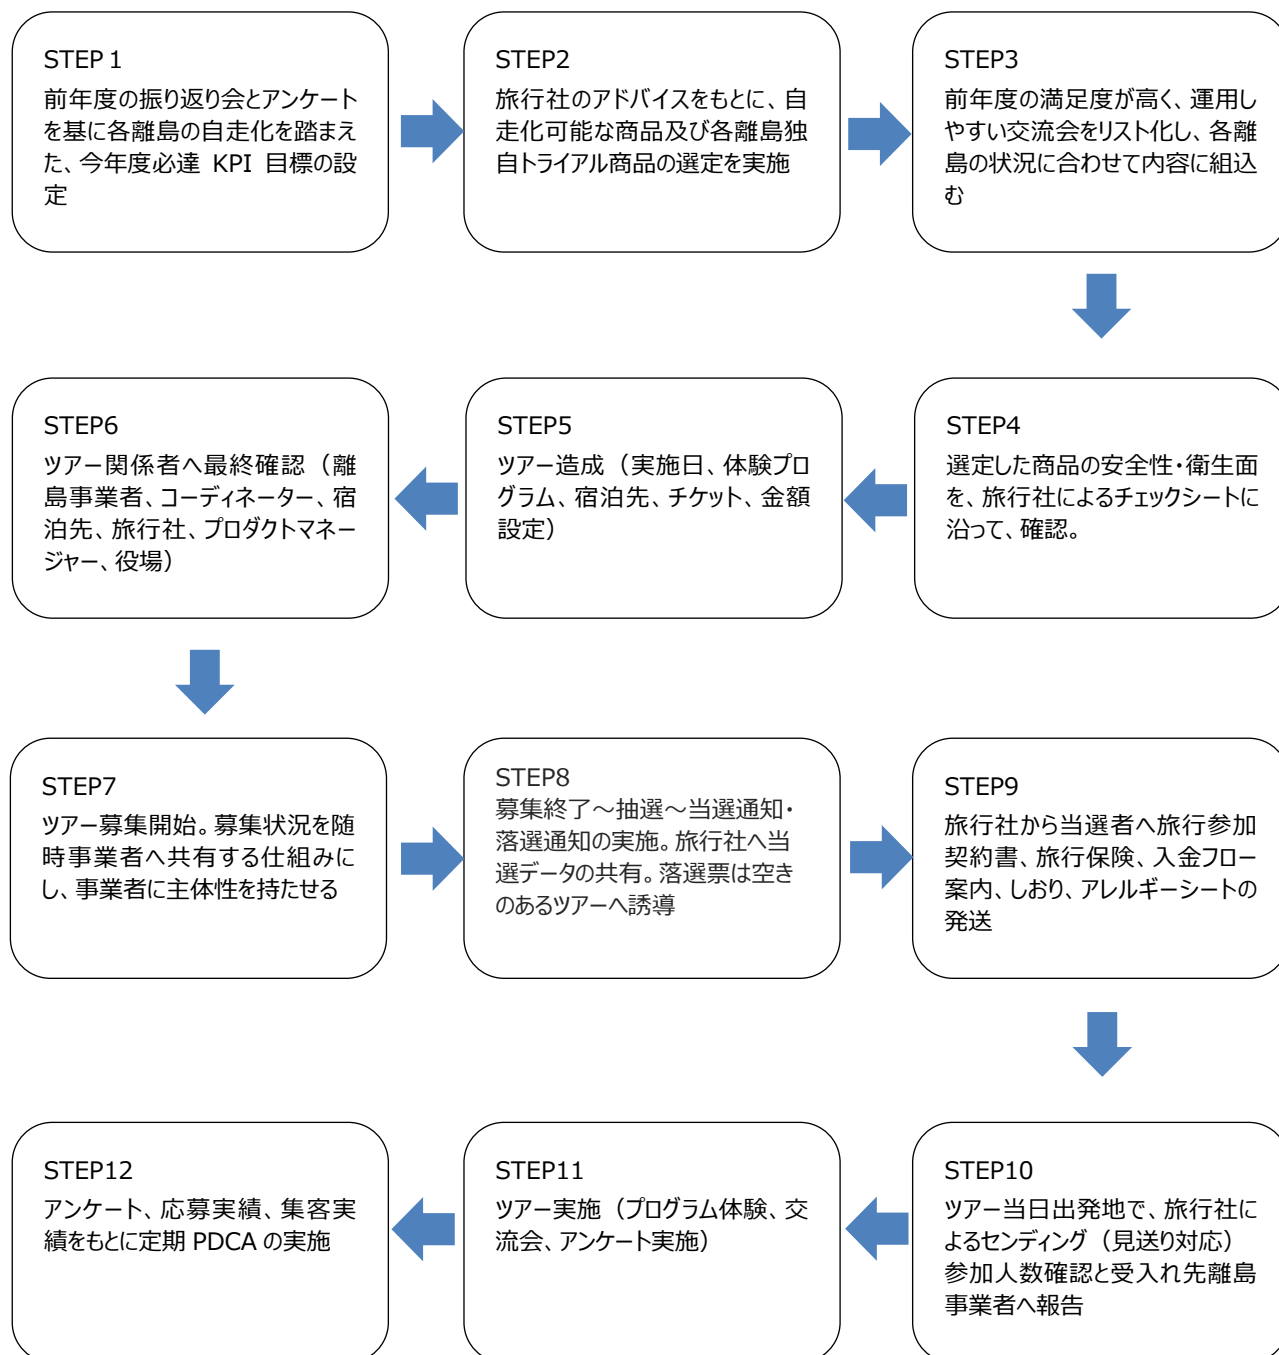 STEP 1
前年度の振り返り会とアンケート
を基に各離島の自走化を踏まえ
た、今年度必達 KPI 目標の設
定
STEP2
旅行社のアドバイスをもとに、自
走化可能な商品及び各離島独
自トライアル商品の選定を実施
STEP3
前年度の満足度が高く、運用し
やすい交流会をリスト化し、各離
島の状況に合わせて内容に組込
む
STEP4
選定した商品の安全性・衛生面
を、旅行社によるチェックシートに
沿って、確認。
STEP5
ツアー造成（実施日、体験プロ
グラム、宿泊先、チケット、金額
設定）
STEP6
ツアー関係者へ最終確認（離
島事業者、コーディネーター、宿
泊先、旅行社、プロダクトマネー
ジャー、役場）
STEP7
ツアー募集開始。募集状況を随
時事業者へ共有する仕組みに
し、事業者に主体性を持たせる
STEP8
募集終了～抽選～当選通知・
落選通知の実施。旅行社へ当
選データの共有。落選票は空き
のあるツアーへ誘導
STEP9
旅行社から当選者へ旅行参加
契約書、旅行保険、入金フロー
案内、しおり、アレルギーシートの
発送
STEP10
ツアー当日出発地で、旅行社に
よるセンディング（見送り対応）
参加人数確認と受入れ先離島
事業者へ報告
STEP11
ツアー実施（プログラム体験、交
流会、アンケート実施）
STEP12
アンケート、応募実績、集客実
績をもとに定期 PDCA の実施